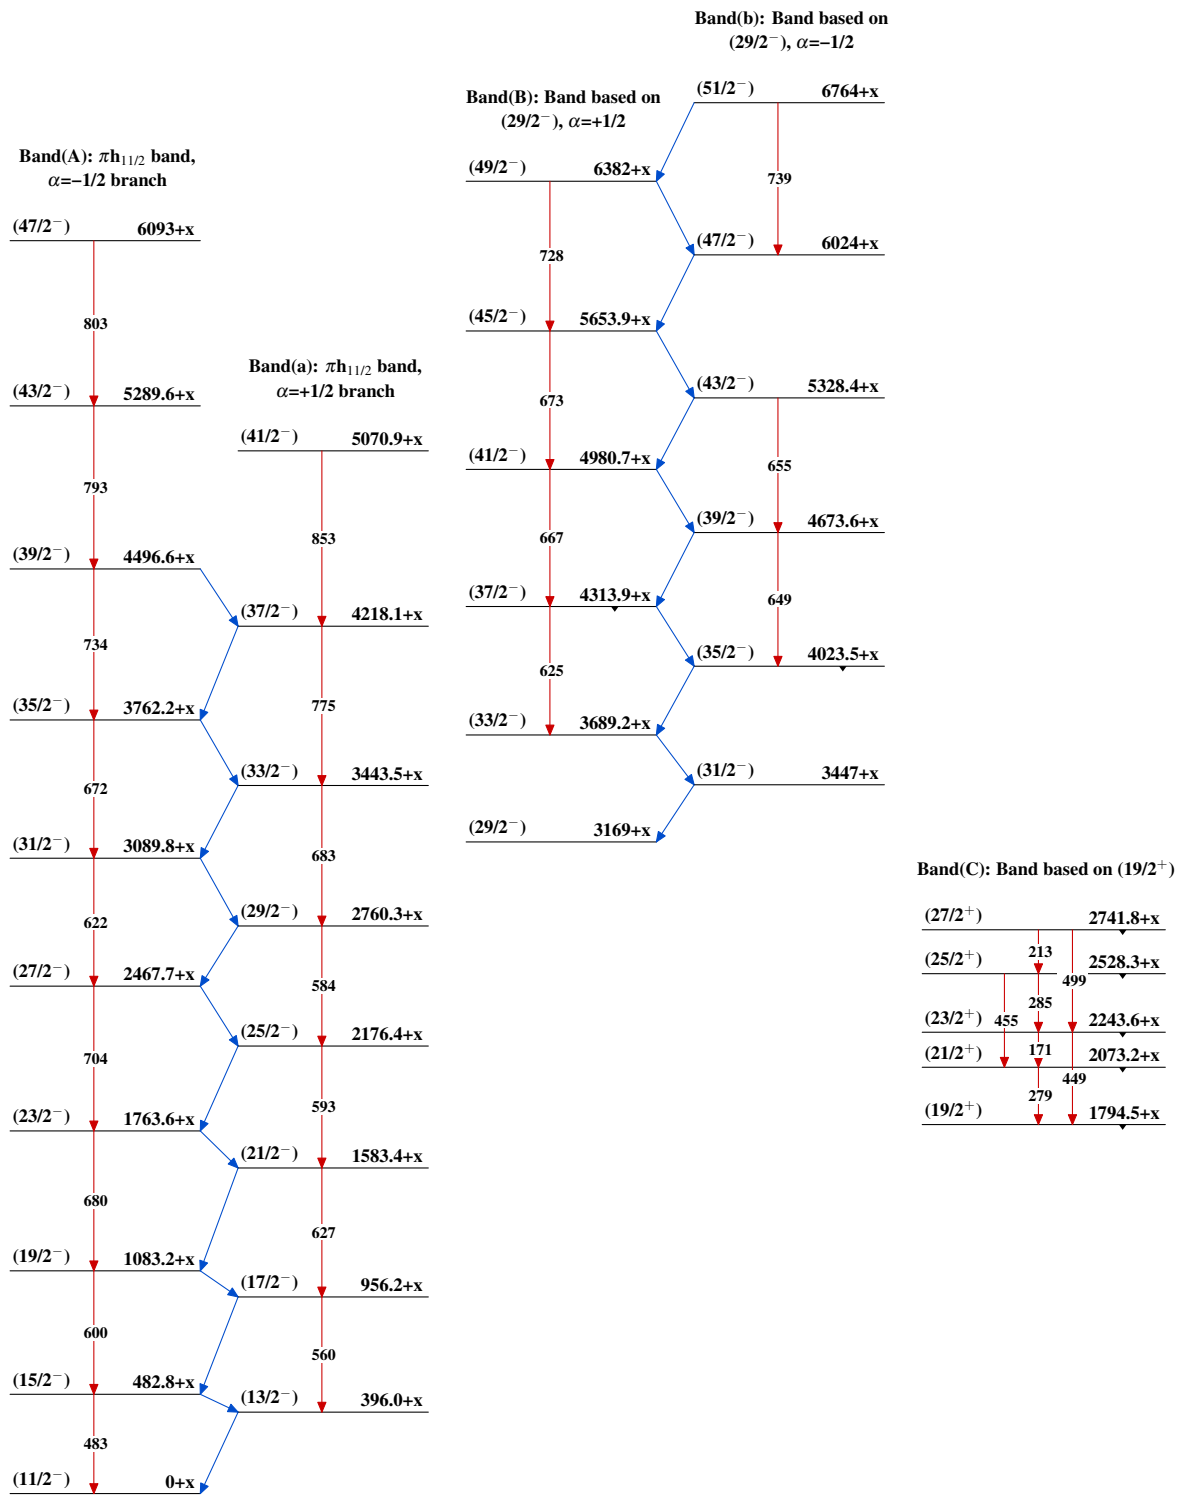 Band(A): πh11/2 band,
α=−1/2 branch
(47/2−) 6093+x
803
(43/2−) 5289.6+x
793
(39/2−) 4496.6+x
734
(35/2−) 3762.2+x
672
(31/2−) 3089.8+x
622
(27/2−) 2467.7+x
704
(23/2−) 1763.6+x
680
(19/2−) 1083.2+x
600
(15/2−) 482.8+x
483
(11/2−) 0+x
Band(a): πh11/2 band,
α=+1/2 branch
(41/2−) 5070.9+x
853
(37/2−) 4218.1+x
775
(33/2−) 3443.5+x
683
(29/2−) 2760.3+x
584
(25/2−) 2176.4+x
593
(21/2−) 1583.4+x
627
(17/2−) 956.2+x
560
(13/2−) 396.0+x
Band(B): Band based on
(29/2−), α=+1/2
(49/2−) 6382+x
728
(45/2−) 5653.9+x
673
(41/2−) 4980.7+x
667
(37/2−) 4313.9+x
625
(33/2−) 3689.2+x
(29/2−) 3169+x
Band(b): Band based on
(29/2−), α=−1/2
(51/2−) 6764+x
739
(47/2−) 6024+x
(43/2−) 5328.4+x
655
(39/2−) 4673.6+x
649
(35/2−) 4023.5+x
(31/2−) 3447+x
Band(C): Band based on (19/2+)
(27/2+) 2741.8+x
213
(25/2+) 2528.3+x
499
285
455
(23/2+) 2243.6+x
171
(21/2+) 2073.2+x
449
279
(19/2+) 1794.5+x